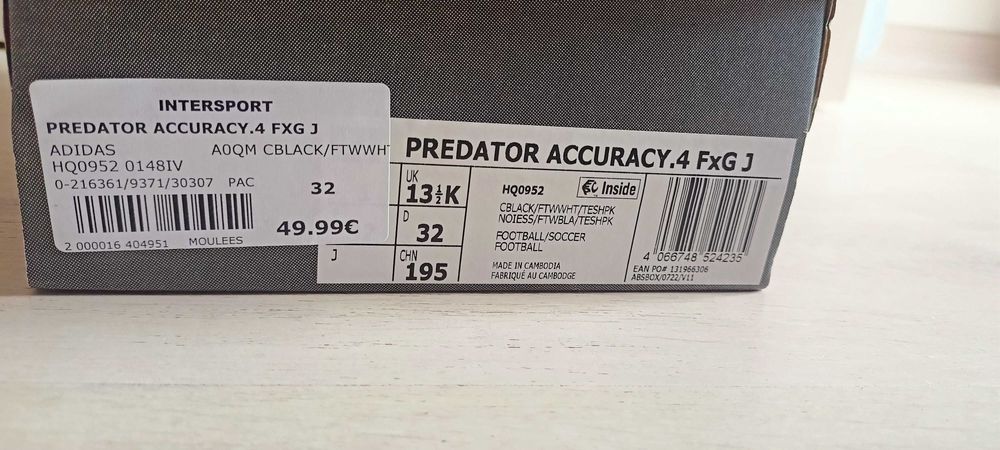 INTERSPORT
PREDATOR ACCURACY.4 FXG J
ADIDAS A0QM CBLACK/FTWWHT
HQ0952 0148IV
0-216361/9371/30307 PAC
32
49.99€
2 000016 404951 MOULEES
PREDATOR ACCURACY.4 FxG J
UK
13½K
D
32
J
CHN
195
HQ0952
Inside
CBLACK/FTWWHT/TESHPK
NOIESS/FTWBLA/TESHPK
FOOTBALL/SOCCER
FOOTBALL
MADE IN CAMBODIA
FABRIQUÉ AU CAMBODGE
4 066748 524235
EAN PO# 131966306
ABSBOX/0722/V11